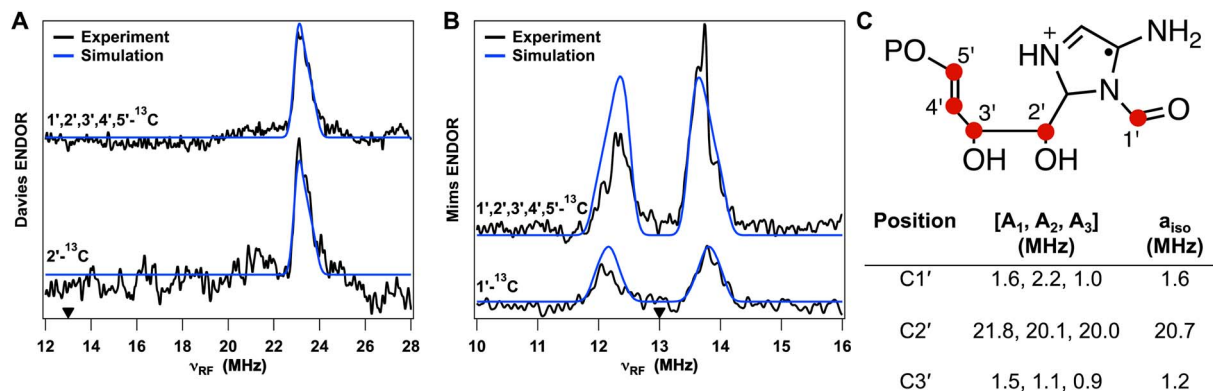 A
Experiment
Simulation
Davies ENDOR
1',2',3',4',5'-¹³C
2'-¹³C
12 14 16 18 20 22 24 26 28
νRF (MHz)
B
Experiment
Simulation
Mims ENDOR
1',2',3',4',5'-¹³C
1'-¹³C
10 11 12 13 14 15 16
νRF (MHz)
C
PO
5'
4'
3'
2'
1'
OH
OH
HN
+
N
NH₂
O
Position [A₁, A₂, A₃] (MHz) aiso (MHz)
C1′ 1.6, 2.2, 1.0 1.6
C2′ 21.8, 20.1, 20.0 20.7
C3′ 1.5, 1.1, 0.9 1.2